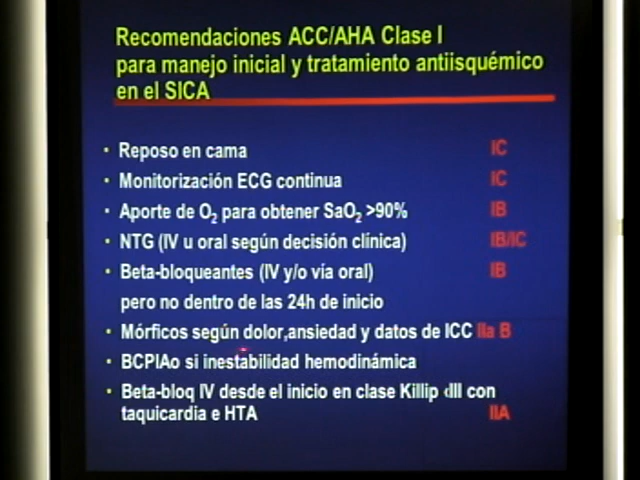 Recomendaciones ACC/AHA Clase I
para manejo inicial y tratamiento antiisquémico
en el SICA
• Reposo en cama IC
• Monitorización ECG continua IC
• Aporte de O2 para obtener SaO2 >90% IB
• NTG (IV u oral según decisión clínica) IB/IC
• Beta-bloqueantes (IV y/o vía oral) IB
pero no dentro de las 24h de inicio
• Mórficos según dolor,ansiedad y datos de ICC IIa B
• BCPIAo si inestabilidad hemodinámica
• Beta-bloq IV desde el inicio en clase Killip <III con
taquicardia e HTA IIA